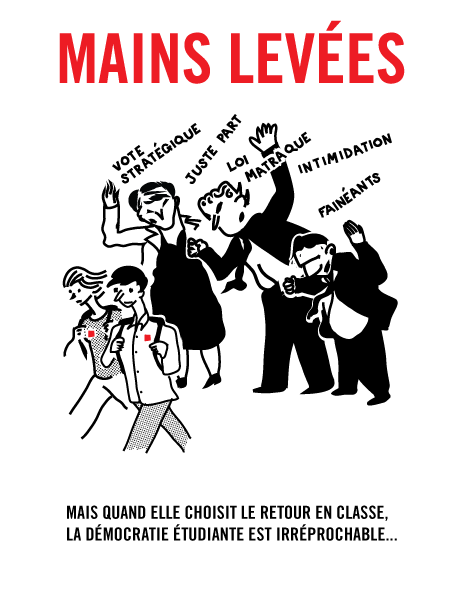 MAINS LEVÉES
VOTE
STRATÉGIQUE
JUSTE PART
LOI
MATRAQUE
INTIMIDATION
FAINÉANTS
MAIS QUAND ELLE CHOISIT LE RETOUR EN CLASSE,
LA DÉMOCRATIE ÉTUDIANTE EST IRRÉPROCHABLE...